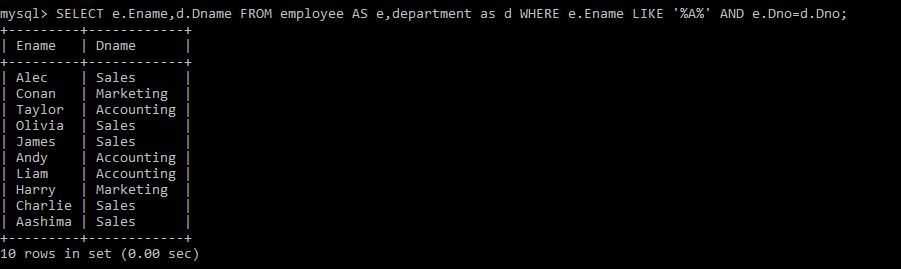 mysql> SELECT e.Ename,d.Dname FROM employee AS e,department as d WHERE e.Ename LIKE '%A%' AND e.Dno=d.Dno;
+---------+------------+
| Ename   | Dname      |
+---------+------------+
| Alec    | Sales      |
| Conan   | Marketing  |
| Taylor  | Accounting |
| Olivia  | Sales      |
| James   | Sales      |
| Andy    | Accounting |
| Liam    | Accounting |
| Harry   | Marketing  |
| Charlie | Sales      |
| Aashima | Sales      |
+---------+------------+
10 rows in set (0.00 sec)